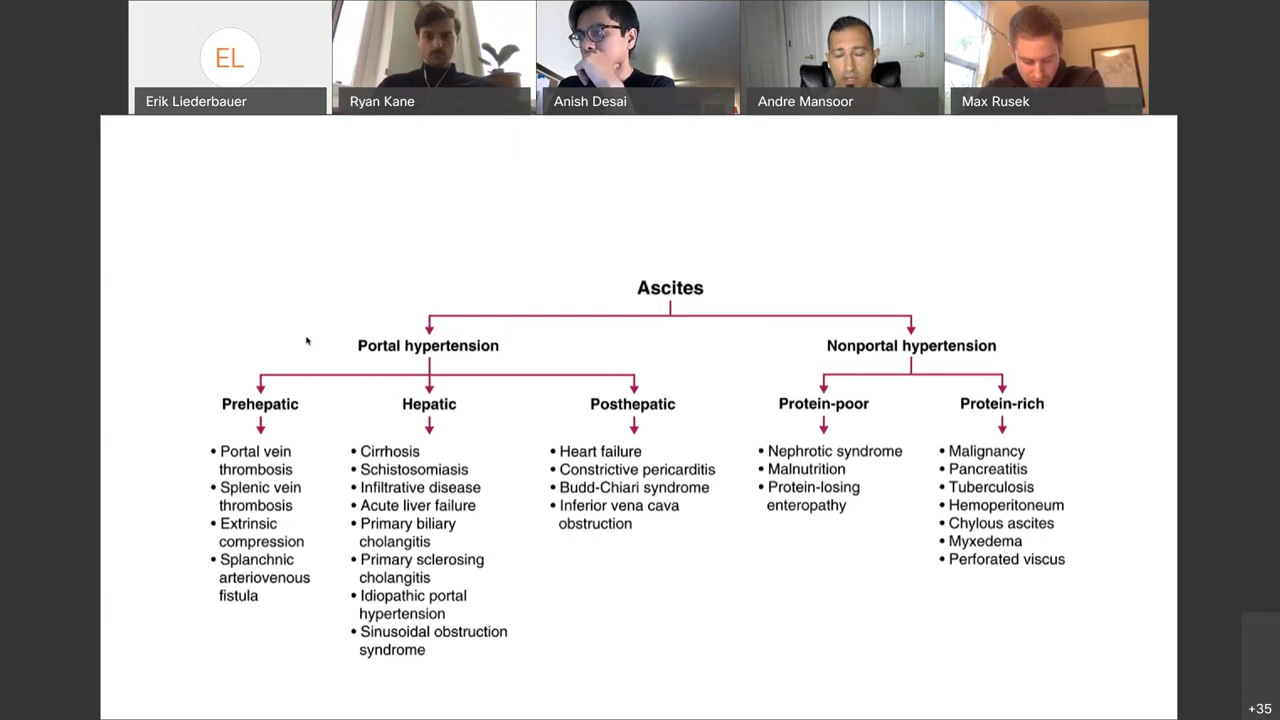 EL
Erik Liederbauer
Ryan Kane
Anish Desai
Andre Mansoor
Max Rusek
Ascites
Portal hypertension
Nonportal hypertension
Prehepatic
Hepatic
Posthepatic
Protein-poor
Protein-rich
• Portal vein
thrombosis
• Splenic vein
thrombosis
• Extrinsic
compression
• Splanchnic
arteriovenous
fistula
• Cirrhosis
• Schistosomiasis
• Infiltrative disease
• Acute liver failure
• Primary biliary
cholangitis
• Primary sclerosing
cholangitis
• Idiopathic portal
hypertension
• Sinusoidal obstruction
syndrome
• Heart failure
• Constrictive pericarditis
• Budd-Chiari syndrome
• Inferior vena cava
obstruction
• Nephrotic syndrome
• Malnutrition
• Protein-losing
enteropathy
• Malignancy
• Pancreatitis
• Tuberculosis
• Hemoperitoneum
• Chylous ascites
• Myxedema
• Perforated viscus
+35